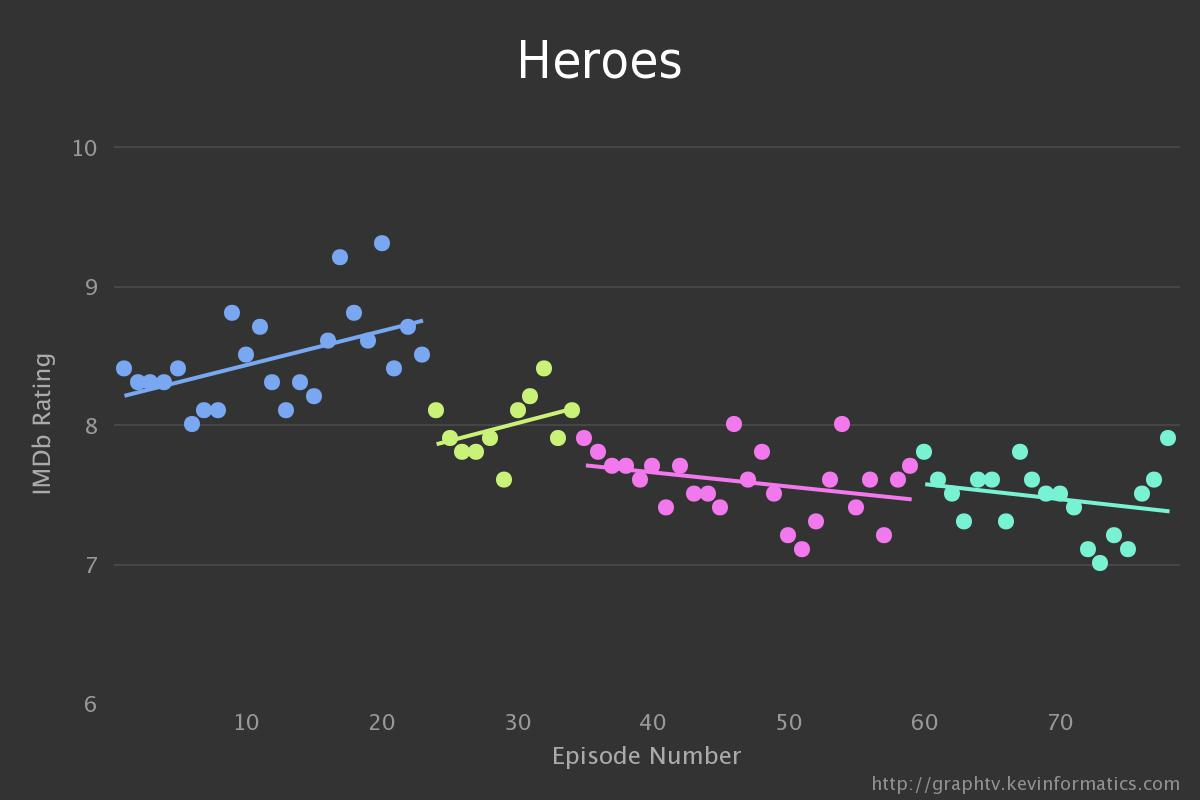 Heroes
10
9
8
7
6
IMDb Rating
10 20 30 40 50 60 70
Episode Number
http://graphtv.kevinformatics.com